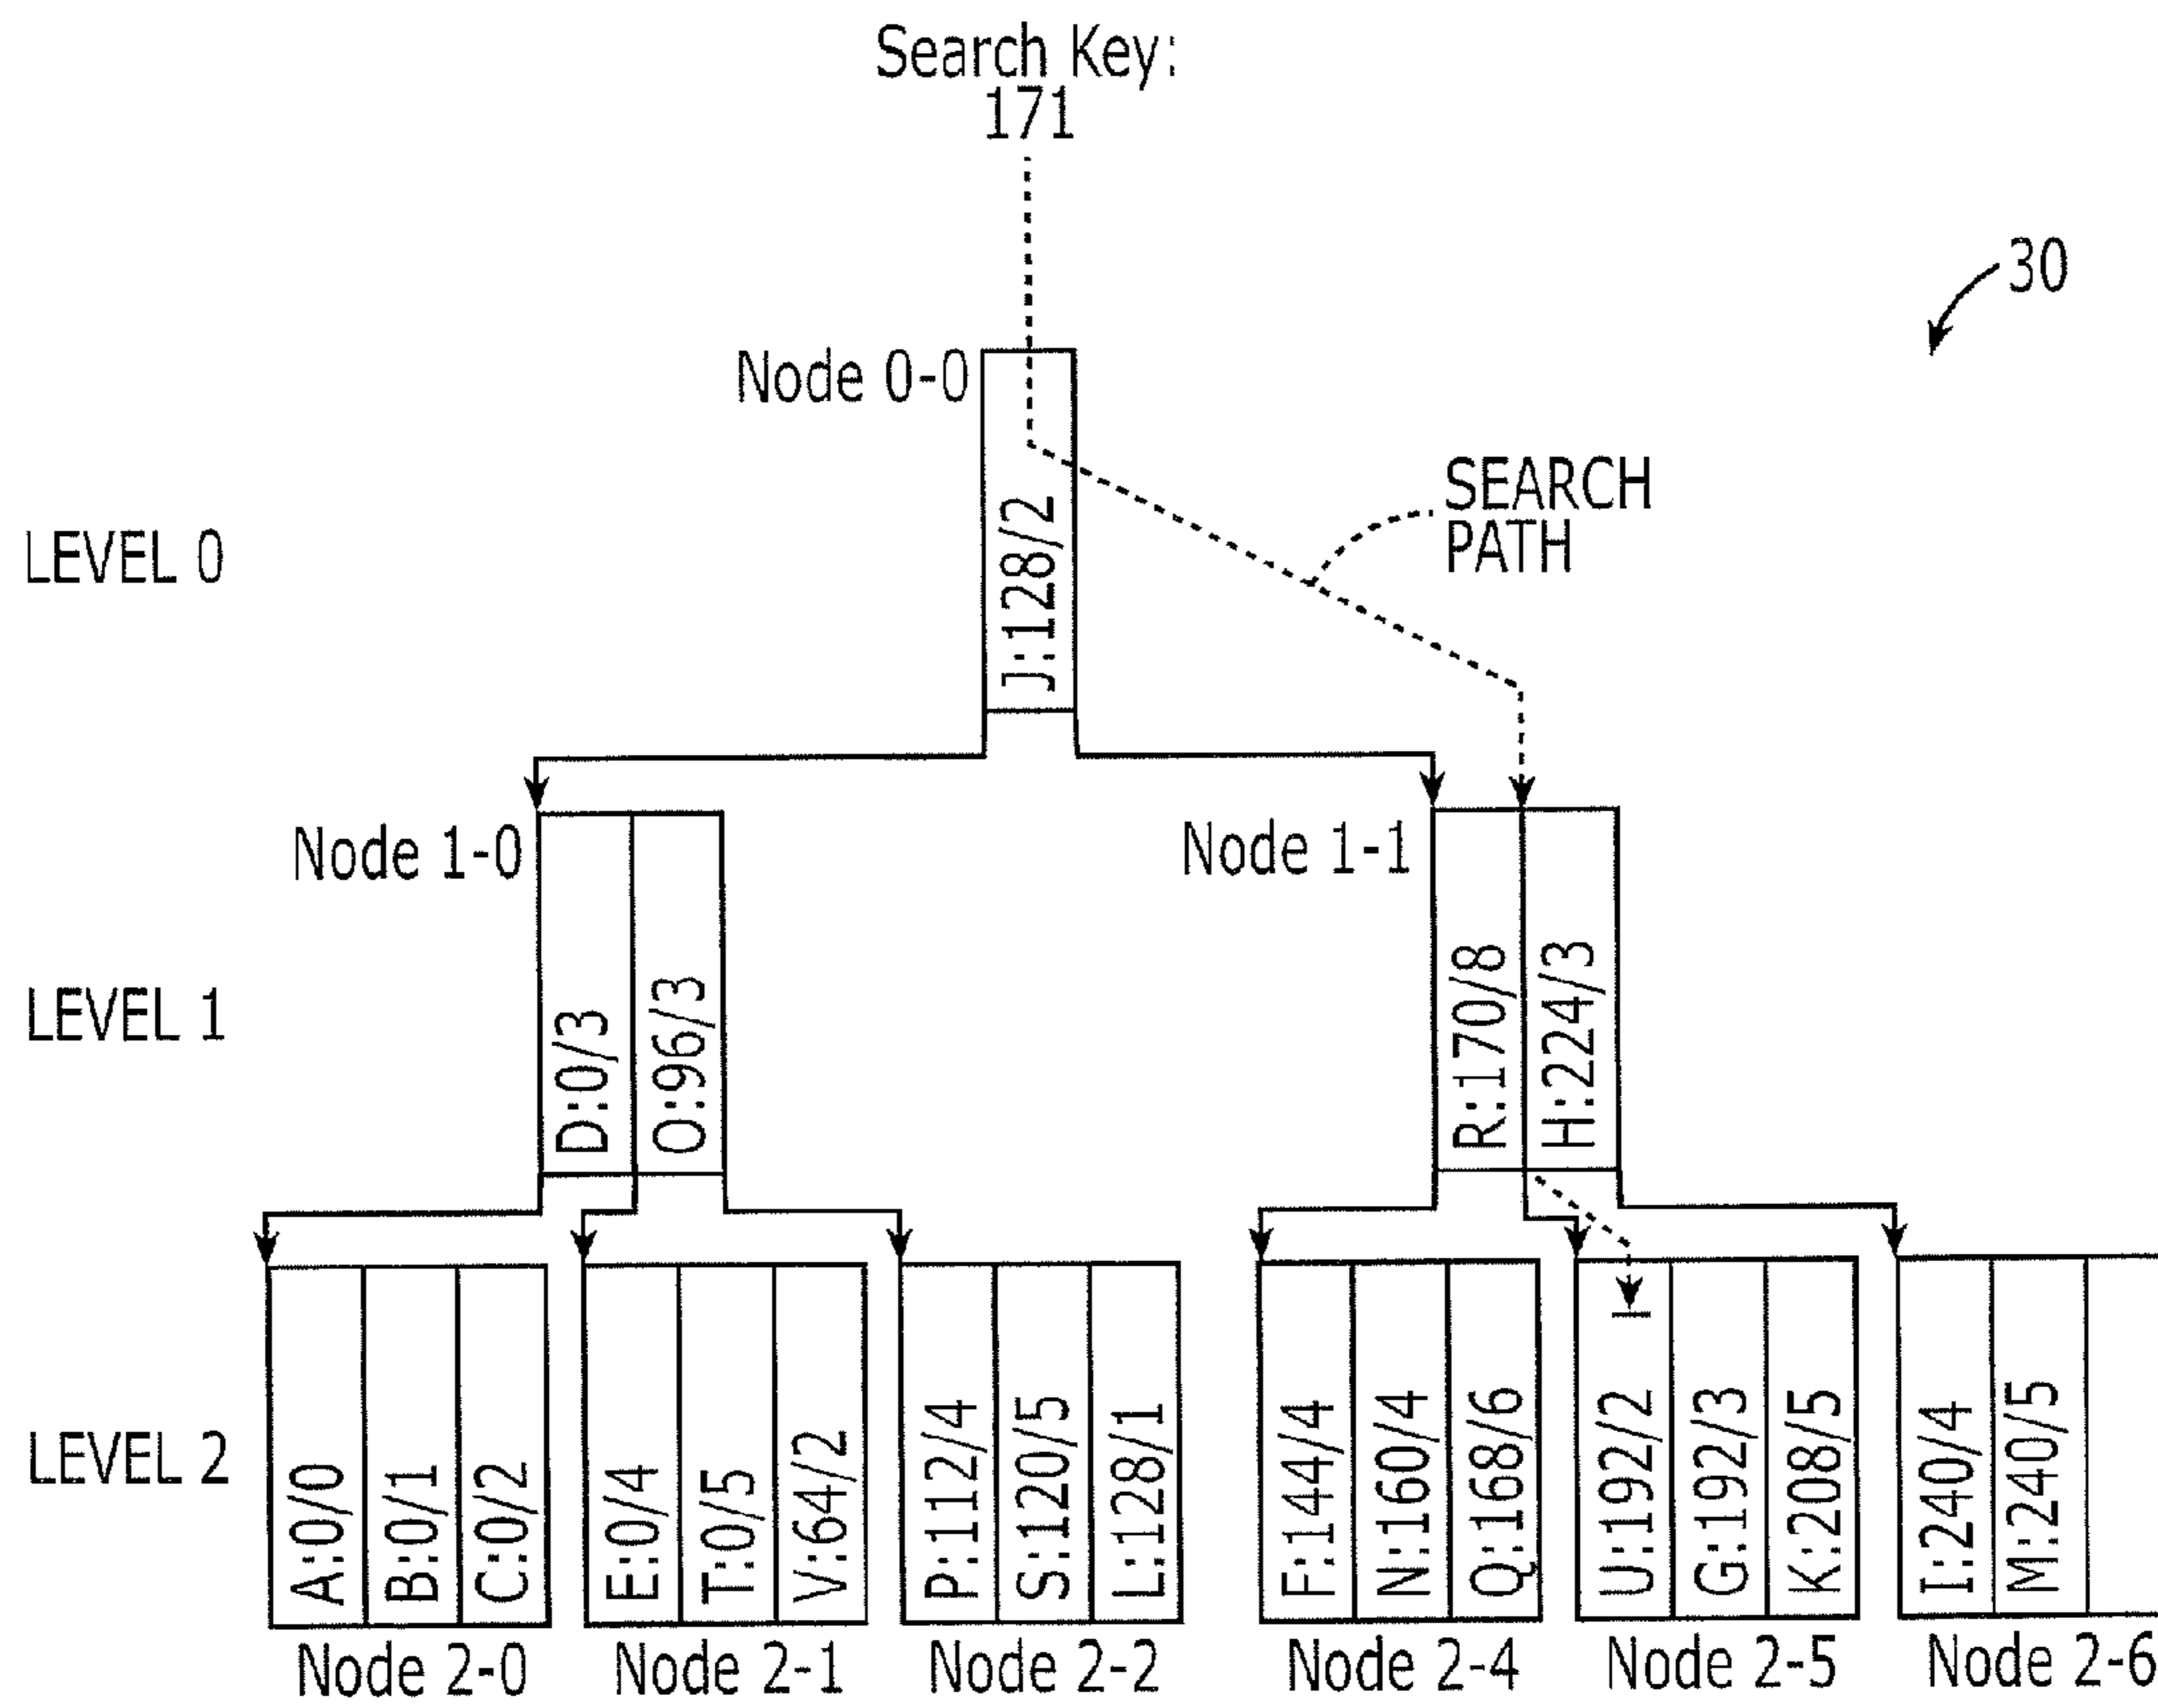 Search Key:
171
30
Node 0-0
J:128/2
SEARCH
PATH
LEVEL 0
Node 1-0
D:0/3
O:96/3
Node 1-1
R:170/8
H:224/3
LEVEL 1
LEVEL 2
A:0/0
B:0/1
C:0/2
E:0/4
T:0/5
V:64/2
P:112/4
S:120/5
L:128/1
F:144/4
N:160/4
Q:168/6
U:192/2
G:192/3
K:208/5
I:240/4
M:240/5
Node 2-0
Node 2-1
Node 2-2
Node 2-4
Node 2-5
Node 2-6